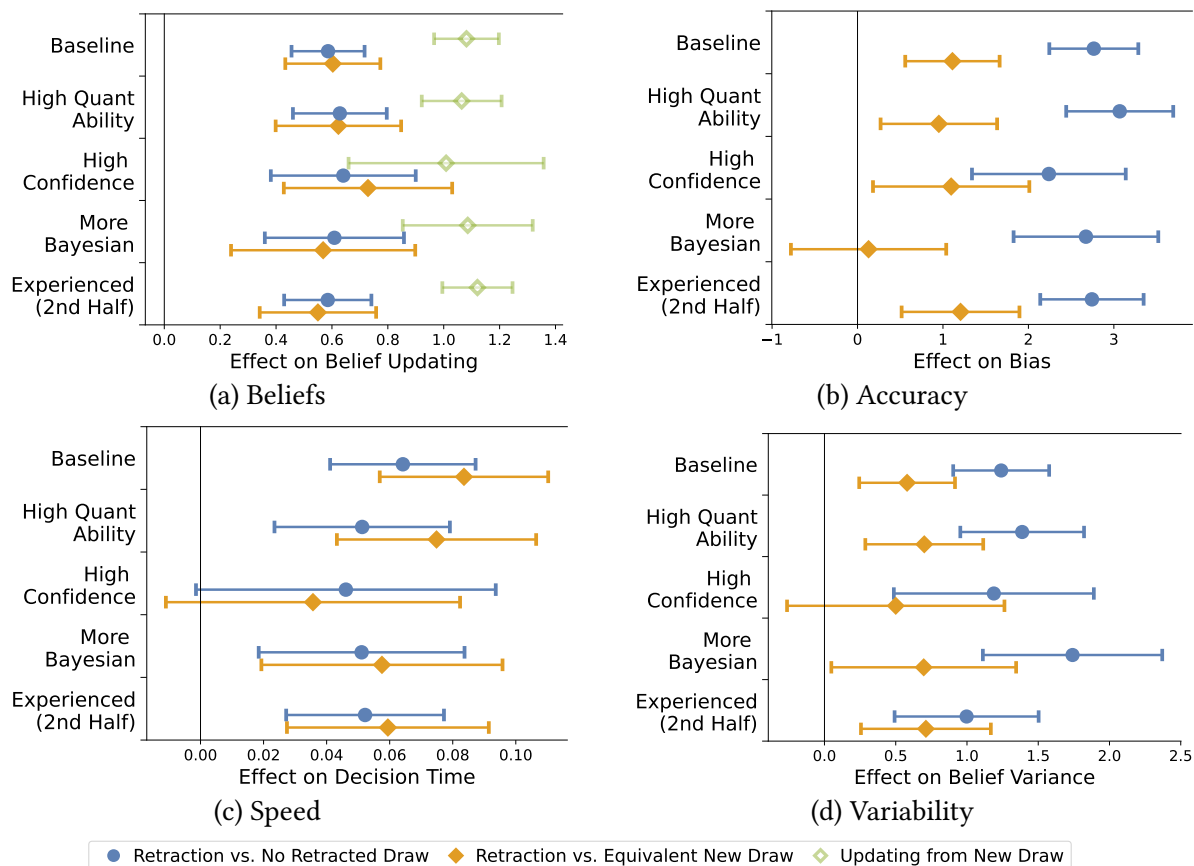 Baseline
High Quant
Ability
High
Confidence
More
Bayesian
Experienced
(2nd Half)
0.0 0.2 0.4 0.6 0.8 1.0 1.2 1.4
Effect on Belief Updating
(a) Beliefs
Baseline
High Quant
Ability
High
Confidence
More
Bayesian
Experienced
(2nd Half)
−1 0 1 2 3
Effect on Bias
(b) Accuracy
Baseline
High Quant
Ability
High
Confidence
More
Bayesian
Experienced
(2nd Half)
0.00 0.02 0.04 0.06 0.08 0.10
Effect on Decision Time
(c) Speed
Baseline
High Quant
Ability
High
Confidence
More
Bayesian
Experienced
(2nd Half)
0.0 0.5 1.0 1.5 2.0 2.5
Effect on Belief Variance
(d) Variability
Retraction vs. No Retracted Draw Retraction vs. Equivalent New Draw Updating from New Draw